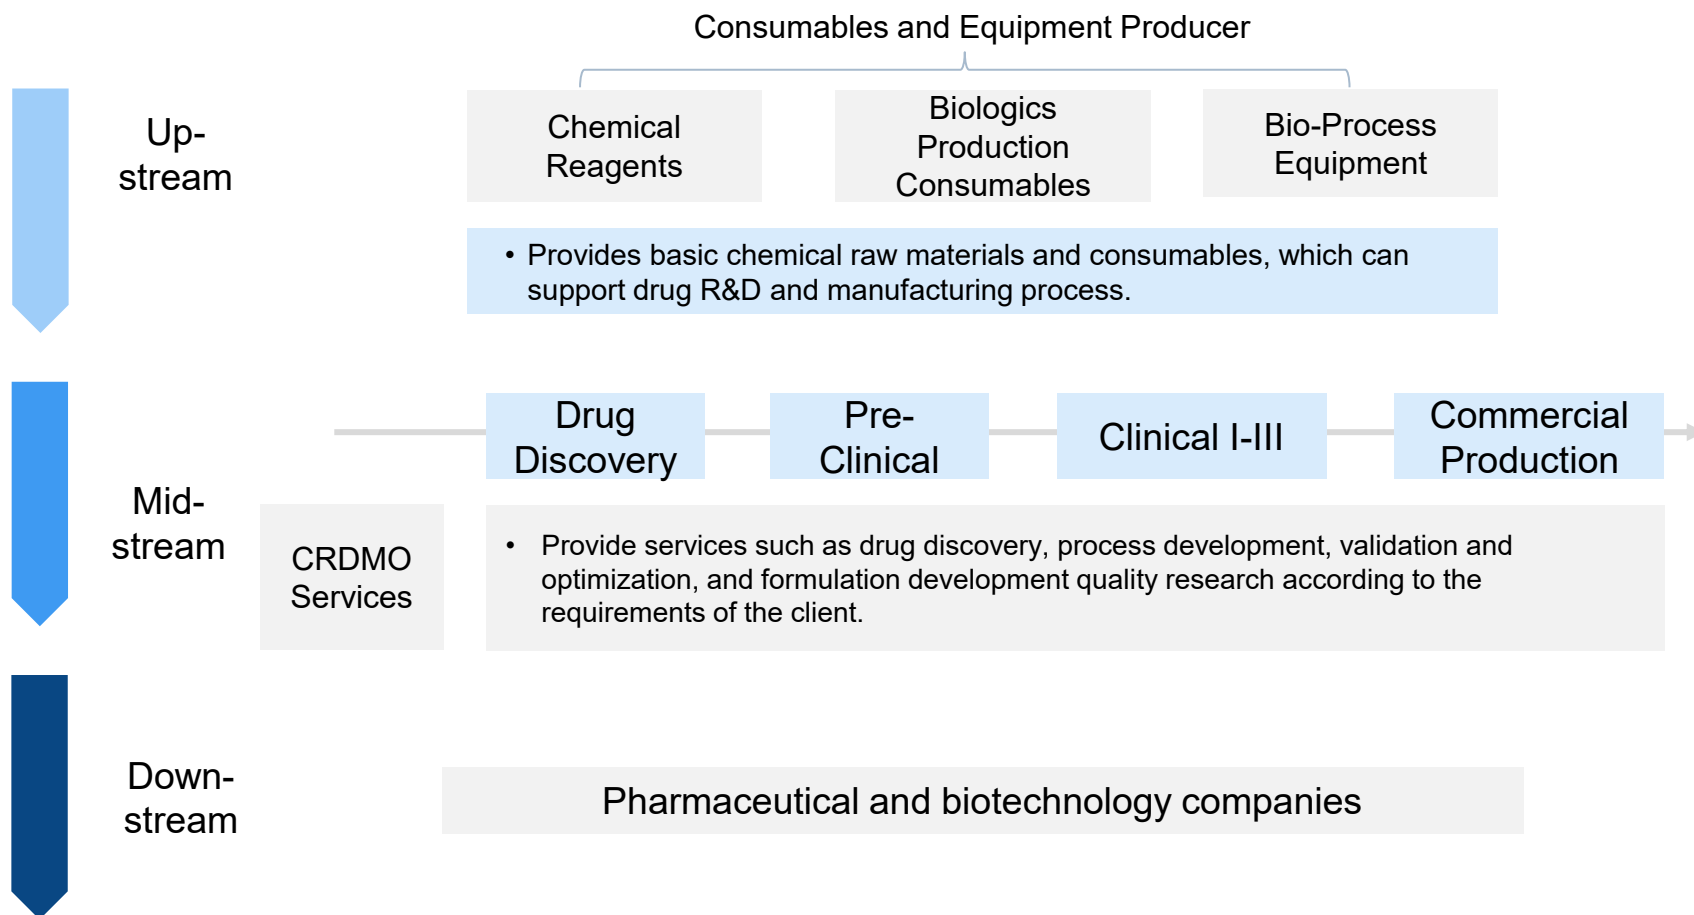 Consumables and Equipment Producer
Up-
stream
Chemical
Reagents
Biologics
Production
Consumables
Bio-Process
Equipment
• Provides basic chemical raw materials and consumables, which can
support drug R&D and manufacturing process.
Mid-
stream
Drug
Discovery
Pre-
Clinical
Clinical I-III
Commercial
Production
CRDMO
Services
• Provide services such as drug discovery, process development, validation and
optimization, and formulation development quality research according to the
requirements of the client.
Down-
stream
Pharmaceutical and biotechnology companies